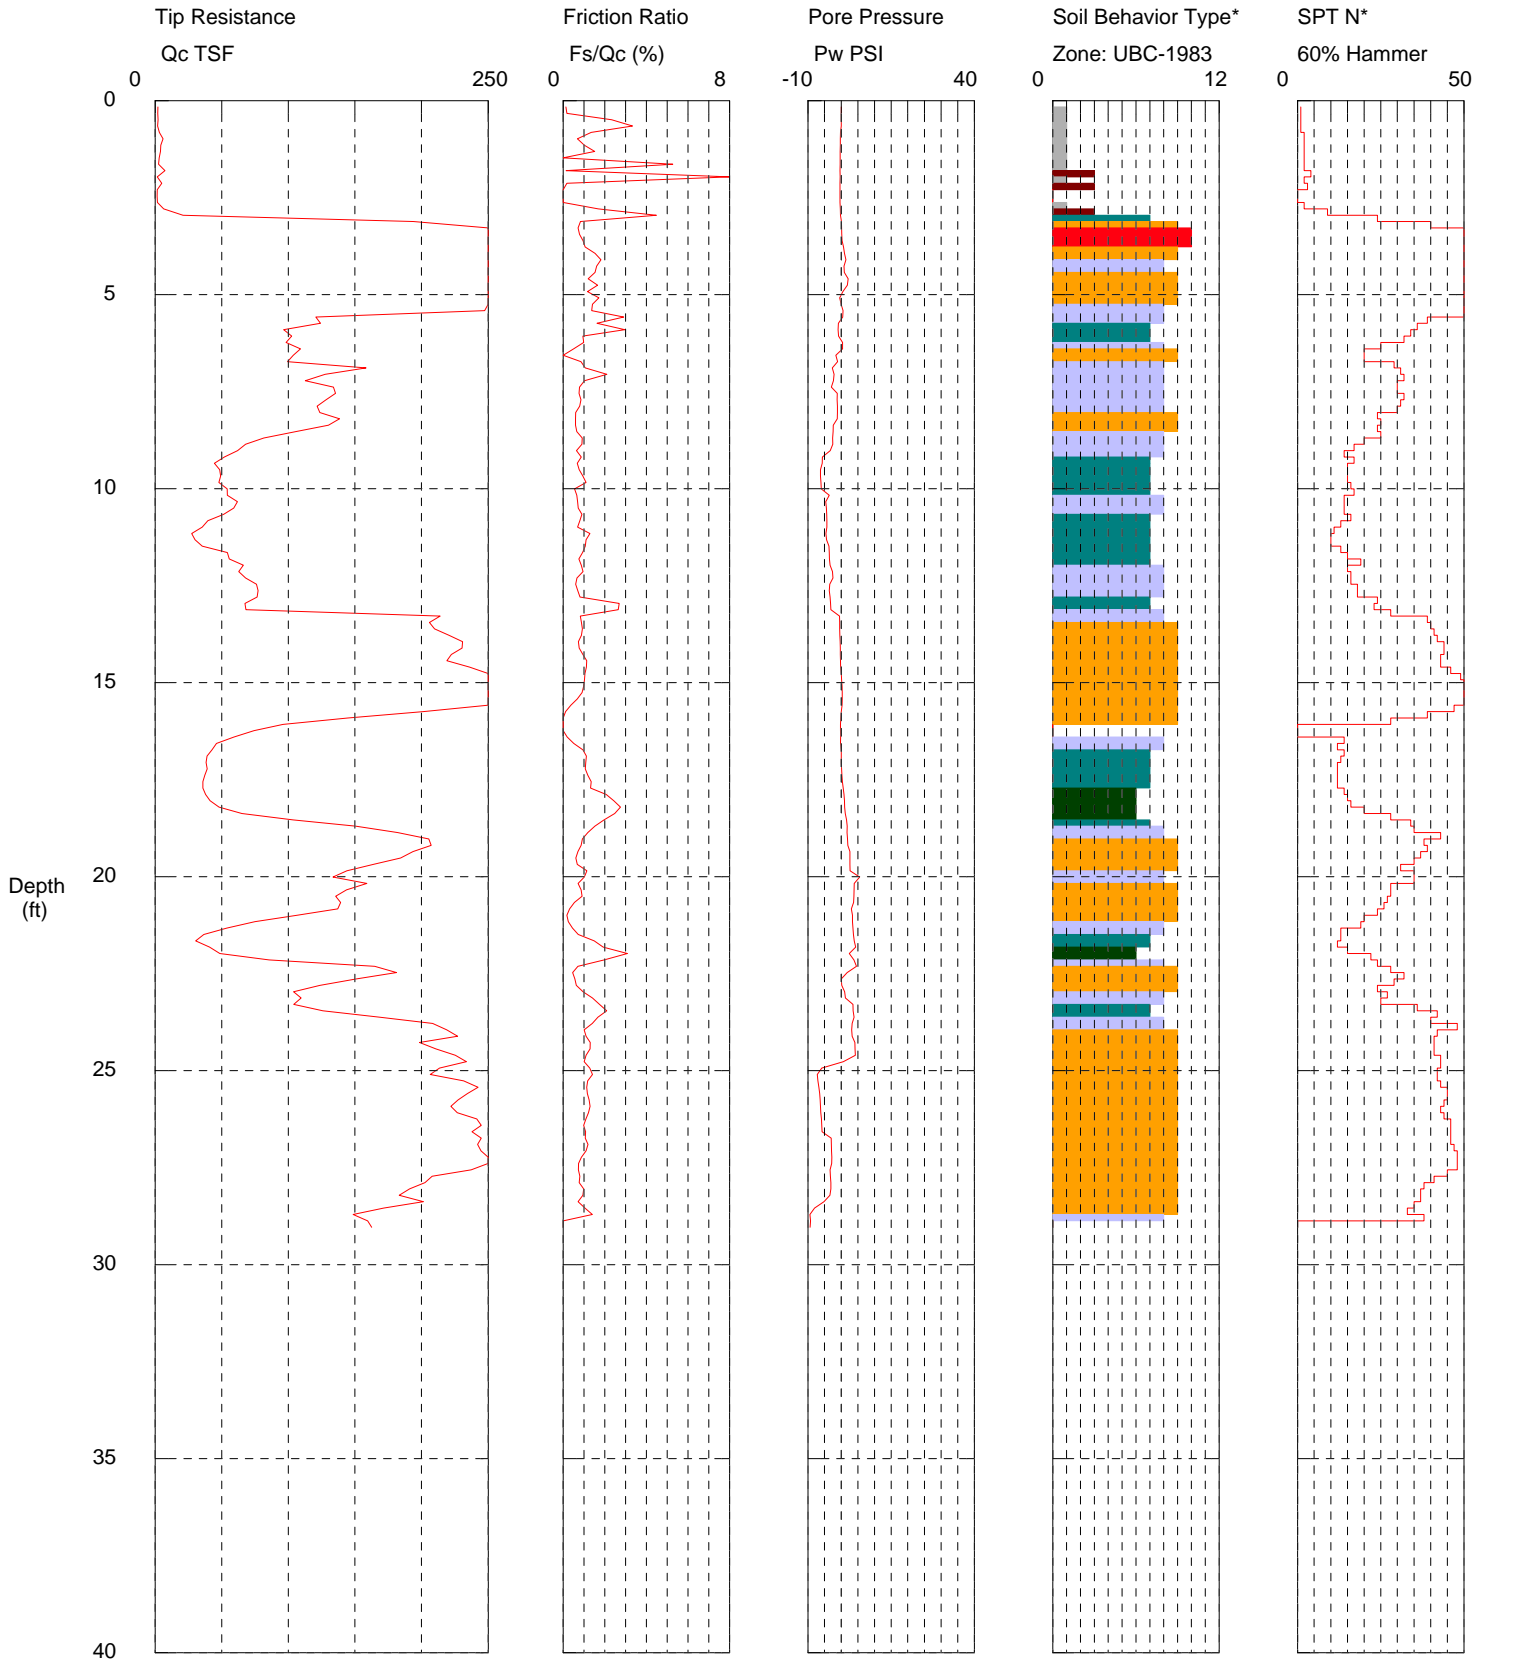 Tip Resistance
Qc TSF
0 250
Friction Ratio
Fs/Qc (%)
0 8
Pore Pressure
Pw PSI
-10 40
Soil Behavior Type*
Zone: UBC-1983
0 12
SPT N*
60% Hammer
0 50
0
5
10
15
20
25
30
35
40
Depth
(ft)